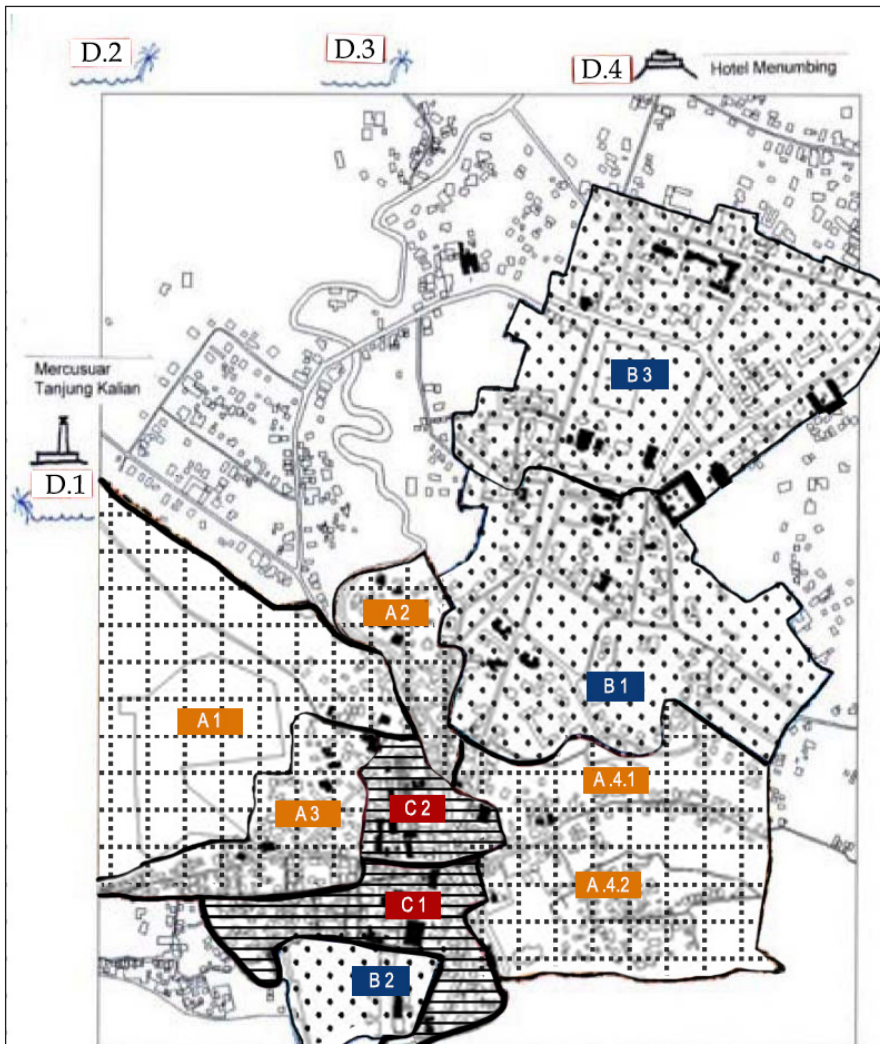 D.2
D.3
D.4
Hotel Menumbing
Mercusuar
Tanjung Kalian
D.1
B 3
A 2
B 1
A 1
A .4.1
A 3
C 2
A .4.2
C 1
B 2